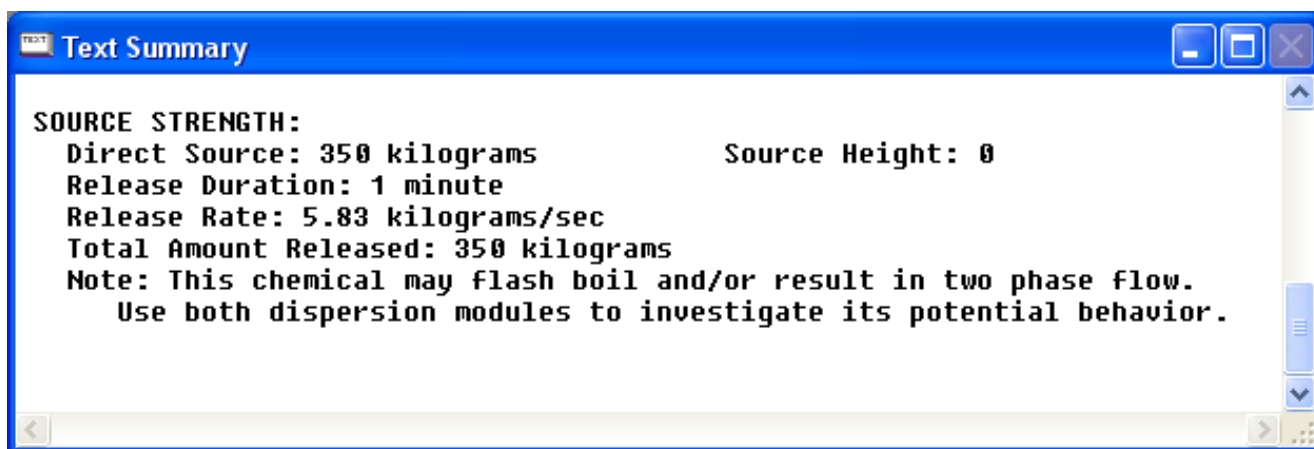 Text Summary
SOURCE STRENGTH:
Direct Source: 350 kilograms Source Height: 0
Release Duration: 1 minute
Release Rate: 5.83 kilograms/sec
Total Amount Released: 350 kilograms
Note: This chemical may flash boil and/or result in two phase flow.
Use both dispersion modules to investigate its potential behavior.